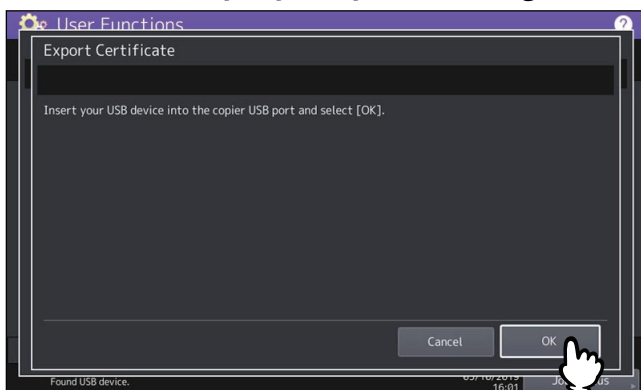 User Functions
?
Export Certificate
Insert your USB device into the copier USB port and select [OK].
Cancel
OK
Found USB device.
16:01